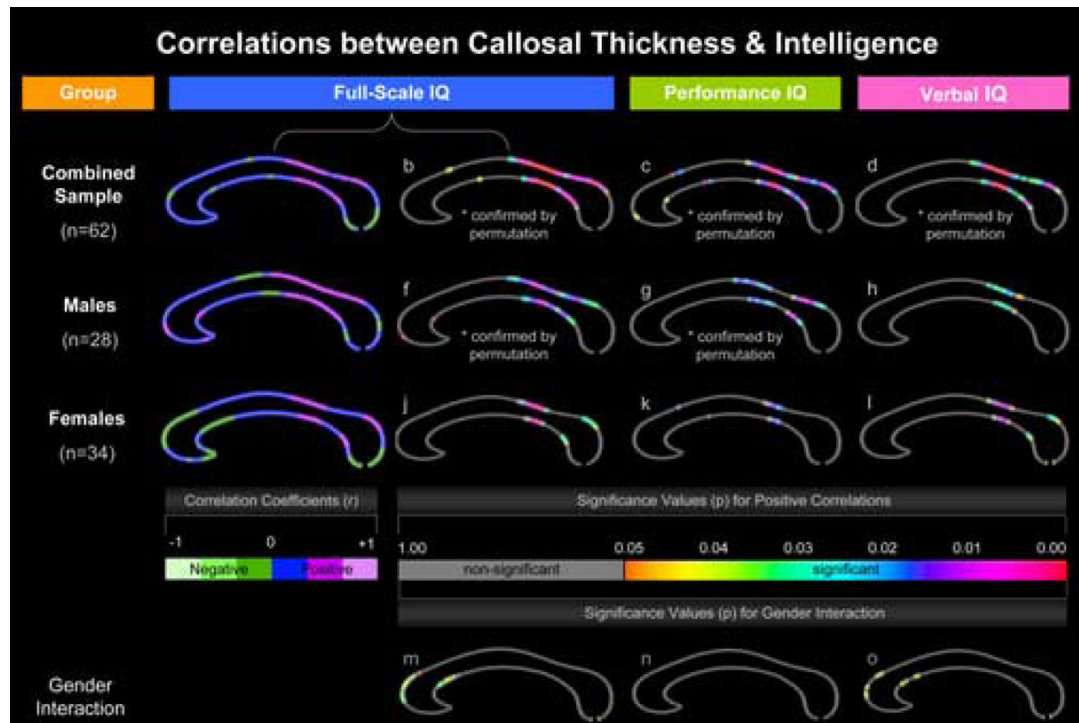 Correlations between Callosal Thickness & Intelligence
Group Full-Scale IQ Performance IQ Verbal IQ
Combined
Sample
(n=62)
b c d
* confirmed by
permutation
* confirmed by
permutation
* confirmed by
permutation
Males
(n=28)
f g h
* confirmed by
permutation
* confirmed by
permutation
Females
(n=34)
j k l
Correlation Coefficients (r) Significance Values (p) for Positive Correlations
-1 0 +1 1.00 0.05 0.04 0.03 0.02 0.01 0.00
Negative Positive non-significant significant
Significance Values (p) for Gender Interaction
Gender
Interaction
m n o